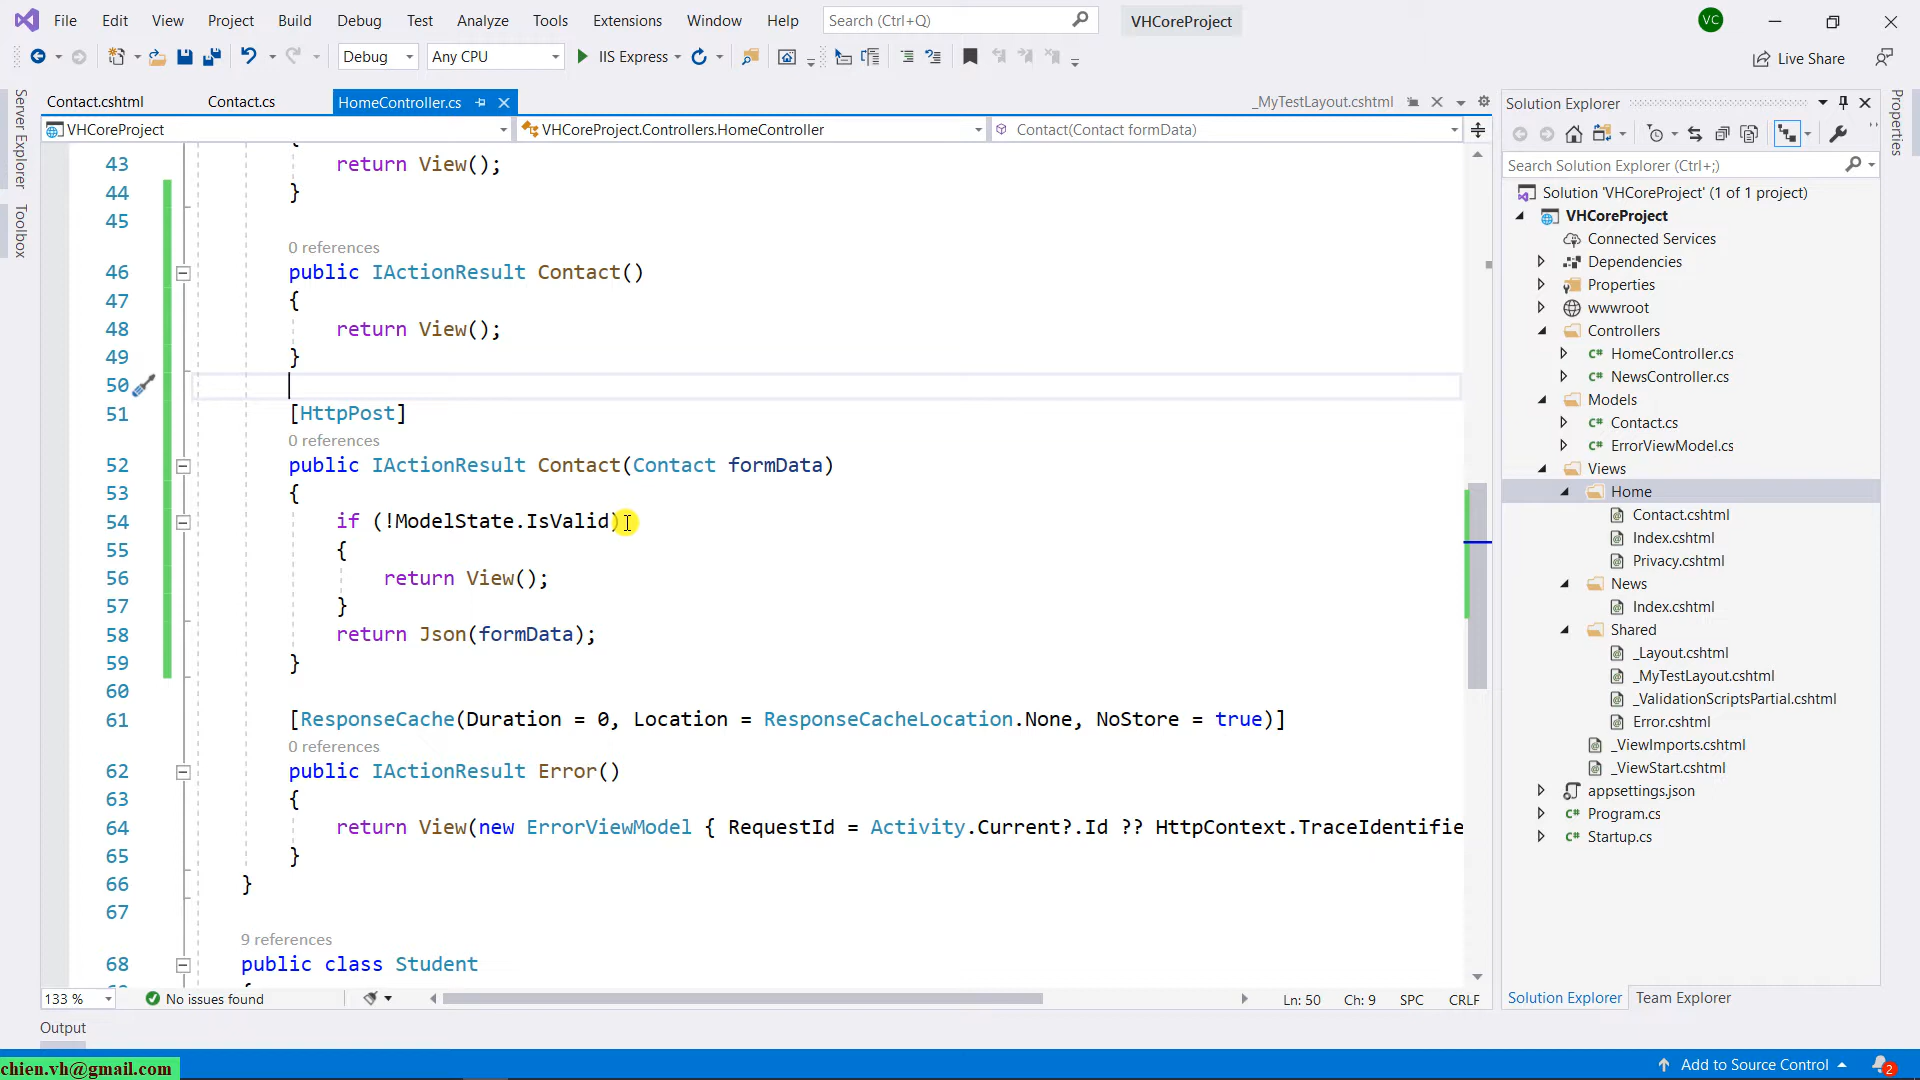 File Edit View Project Build Debug Test Analyze Tools Extensions Window Help Search (Ctrl+Q) VHCoreProject VC
Debug Any CPU IIS Express Live Share
Server Explorer
Toolbox
Contact.cshtml Contact.cs HomeController.cs _MyTestLayout.cshtml
VHCoreProject VHCoreProject.Controllers.HomeController Contact(Contact formData)
43 return View();
44 }
45
0 references
46 public IActionResult Contact()
47 {
48 return View();
49 }
50
51 [HttpPost]
0 references
52 public IActionResult Contact(Contact formData)
53 {
54 if (!ModelState.IsValid)
55 {
56 return View();
57 }
58 return Json(formData);
59 }
60
61 [ResponseCache(Duration = 0, Location = ResponseCacheLocation.None, NoStore = true)]
0 references
62 public IActionResult Error()
63 {
64 return View(new ErrorViewModel { RequestId = Activity.Current?.Id ?? HttpContext.TraceIdentifie
65 }
66 }
67
9 references
68 public class Student
133 % No issues found Ln: 50 Ch: 9 SPC CRLF
Output
Solution Explorer
Search Solution Explorer (Ctrl+;)
Solution 'VHCoreProject' (1 of 1 project)
VHCoreProject
Connected Services
Dependencies
Properties
wwwroot
Controllers
C# HomeController.cs
C# NewsController.cs
Models
C# Contact.cs
C# ErrorViewModel.cs
Views
Home
Contact.cshtml
Index.cshtml
Privacy.cshtml
News
Index.cshtml
Shared
_Layout.cshtml
_MyTestLayout.cshtml
_ValidationScriptsPartial.cshtml
Error.cshtml
_ViewImports.cshtml
_ViewStart.cshtml
appsettings.json
C# Program.cs
C# Startup.cs
Solution Explorer Team Explorer
Properties
Add to Source Control 2
chien.vh@gmail.com